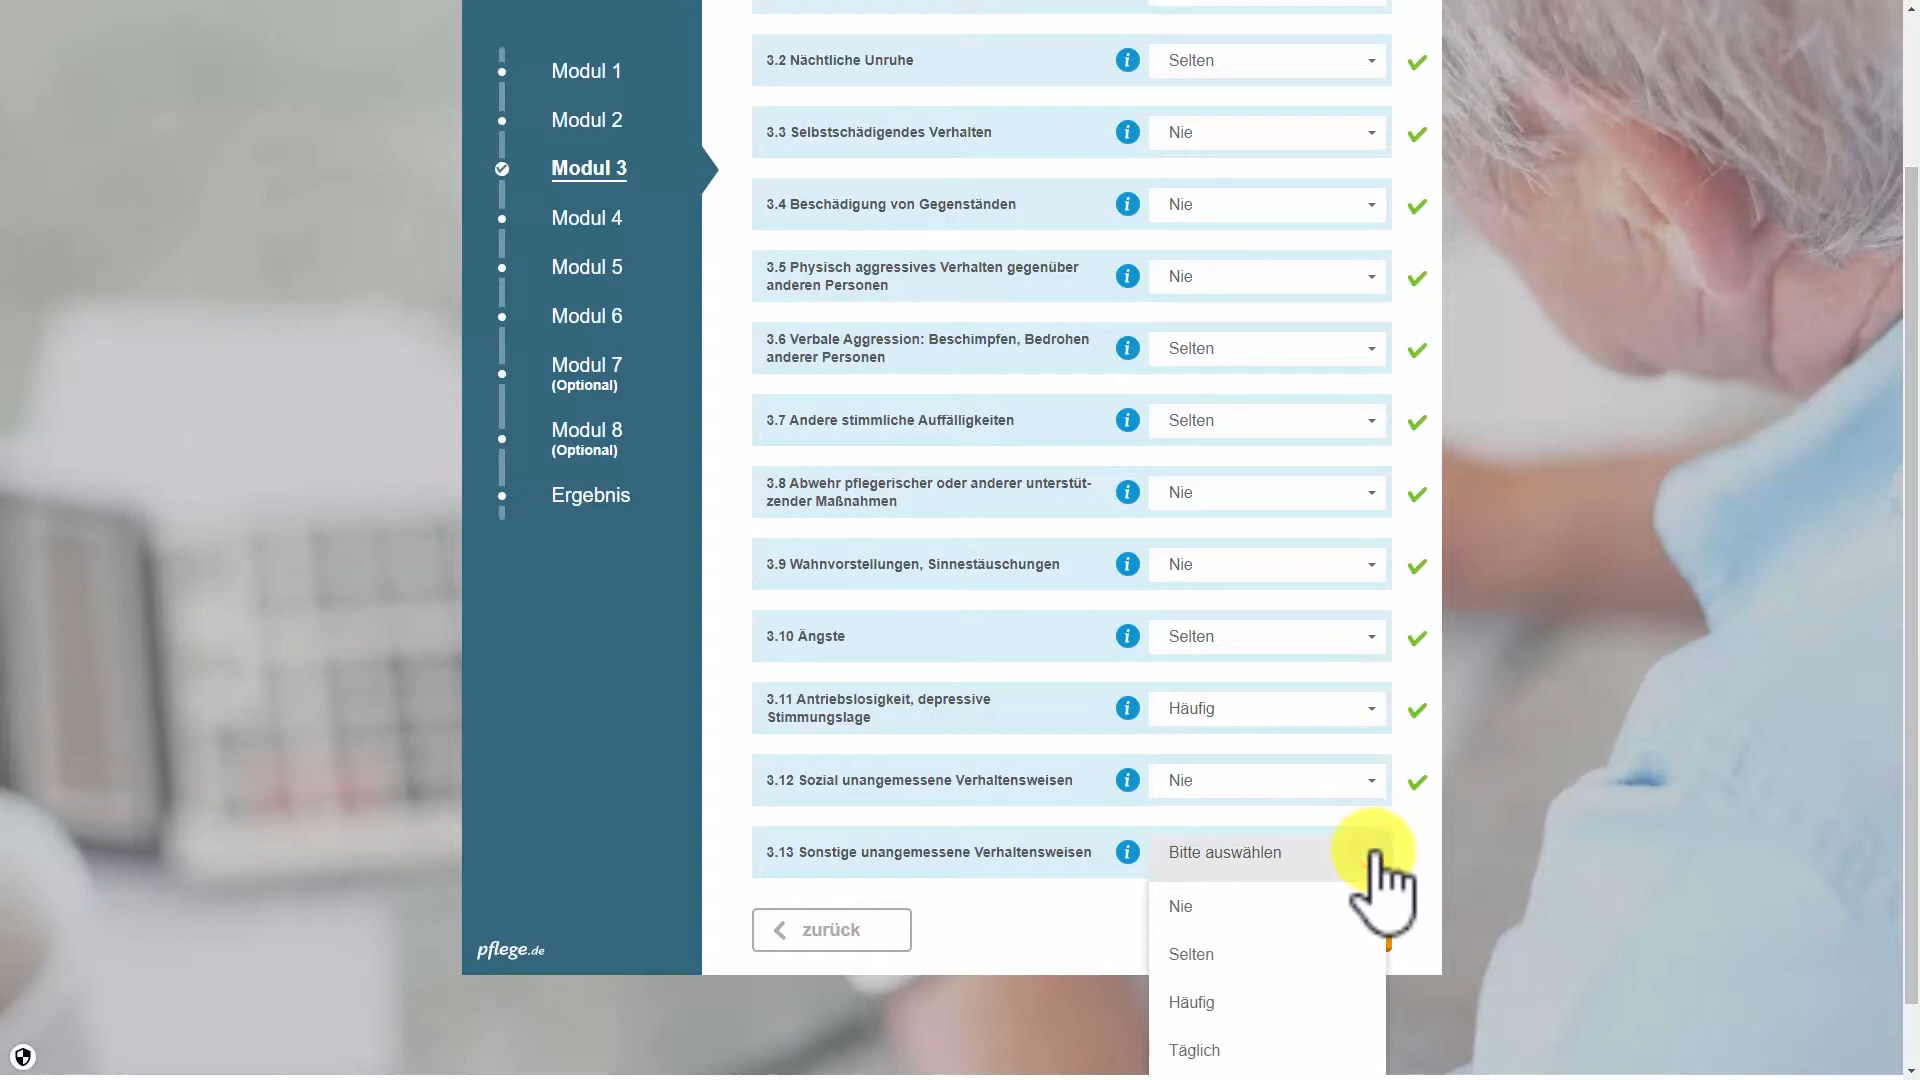 Modul 1
Modul 2
Modul 3
Modul 4
Modul 5
Modul 6
Modul 7
(Optional)
Modul 8
(Optional)
Ergebnis
pflege.de
3.2 Nächtliche Unruhe
Selten
3.3 Selbstschädigendes Verhalten
Nie
3.4 Beschädigung von Gegenständen
Nie
3.5 Physisch aggressives Verhalten gegenüber
anderen Personen
Nie
3.6 Verbale Aggression: Beschimpfen, Bedrohen
anderer Personen
Selten
3.7 Andere stimmliche Auffälligkeiten
Selten
3.8 Abwehr pflegerischer oder anderer unterstüt-
zender Maßnahmen
Nie
3.9 Wahnvorstellungen, Sinnestäuschungen
Nie
3.10 Ängste
Selten
3.11 Antriebslosigkeit, depressive
Stimmungslage
Häufig
3.12 Sozial unangemessene Verhaltensweisen
Nie
3.13 Sonstige unangemessene Verhaltensweisen
Bitte auswählen
Nie
Selten
Häufig
Täglich
zurück